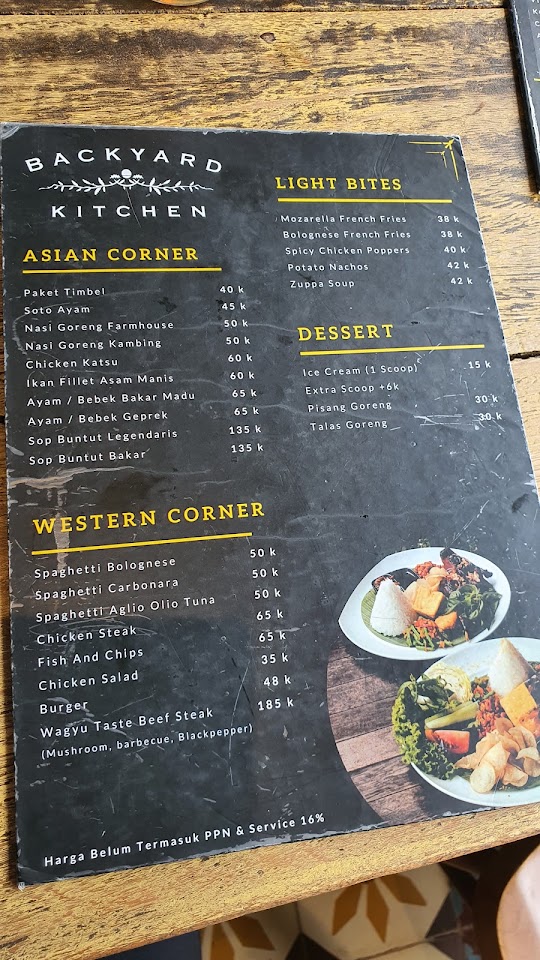 BACKYARD
KITCHEN
ASIAN CORNER
Paket Timbel 40 k
Soto Ayam 45 k
Nasi Goreng Farmhouse 50 k
Nasi Goreng Kambing 50 k
Chicken Katsu 60 k
Ikan Fillet Asam Manis 60 k
Ayam / Bebek Bakar Madu 65 k
Ayam / Bebek Geprek 65 k
Sop Buntut Legendaris 135 k
Sop Buntut Bakar 135 k
WESTERN CORNER
Spaghetti Bolognese 50 k
Spaghetti Carbonara 50 k
Spaghetti Aglio Olio Tuna 50 k
Chicken Steak 65 k
Fish And Chips 65 k
Chicken Salad 35 k
Burger 48 k
Wagyu Taste Beef Steak 185 k
(Mushroom, barbecue, Blackpepper)
LIGHT BITES
Mozarella French Fries 38 k
Bolognese French Fries 38 k
Spicy Chicken Poppers 40 k
Potato Nachos 42 k
Zuppa Soup 42 k
DESSERT
Ice Cream (1 Scoop) 15 k
Extra Scoop +6k
Pisang Goreng 30 k
Talas Goreng 30 k
Harga Belum Termasuk PPN & Service 16%